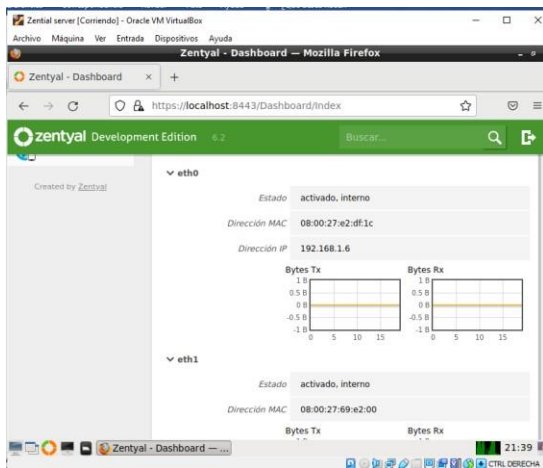 Zential server [Corriendo] - Oracle VM VirtualBox
Archivo Máquina Ver Entrada Dispositivos Ayuda
Zentyal - Dashboard — Mozilla Firefox
Zentyal - Dashboard × +
https://localhost:8443/Dashboard/Index
zentyal Development Edition 6.2 Buscar...
Created by Zentyal
eth0
Estado activado, interno
Dirección MAC 08:00:27:e2:df:1c
Dirección IP 192.168.1.6
Bytes Tx Bytes Rx
1 B 1 B
0.5 B 0.5 B
0 B 0 B
-0.5 B -0.5 B
-1 B -1 B
0 5 10 15 0 5 10 15
eth1
Estado activado, interno
Dirección MAC 08:00:27:69:e2:00
Bytes Tx Bytes Rx
Zentyal - Dashboard — ... 21:39
CTRL DERECHA